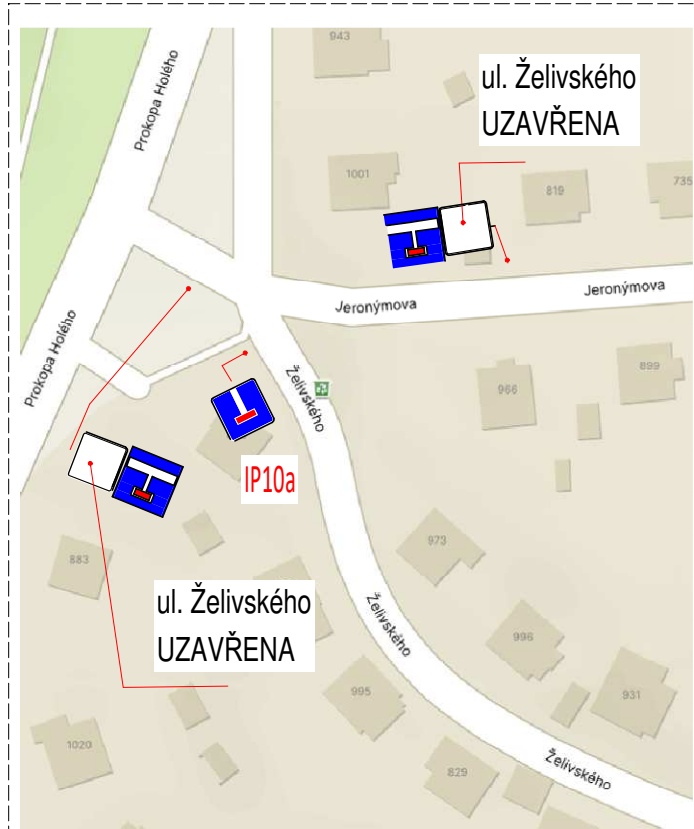 943
ul. Želivského
UZAVŘENA
Prokopa Holého
1001
819
735
Jeronýmova
Jeronýmova
Prokopa Holého
Želivského
966
899
IP10a
883
973
ul. Želivského
UZAVŘENA
Želivského
996
995
931
1020
829
Želivského